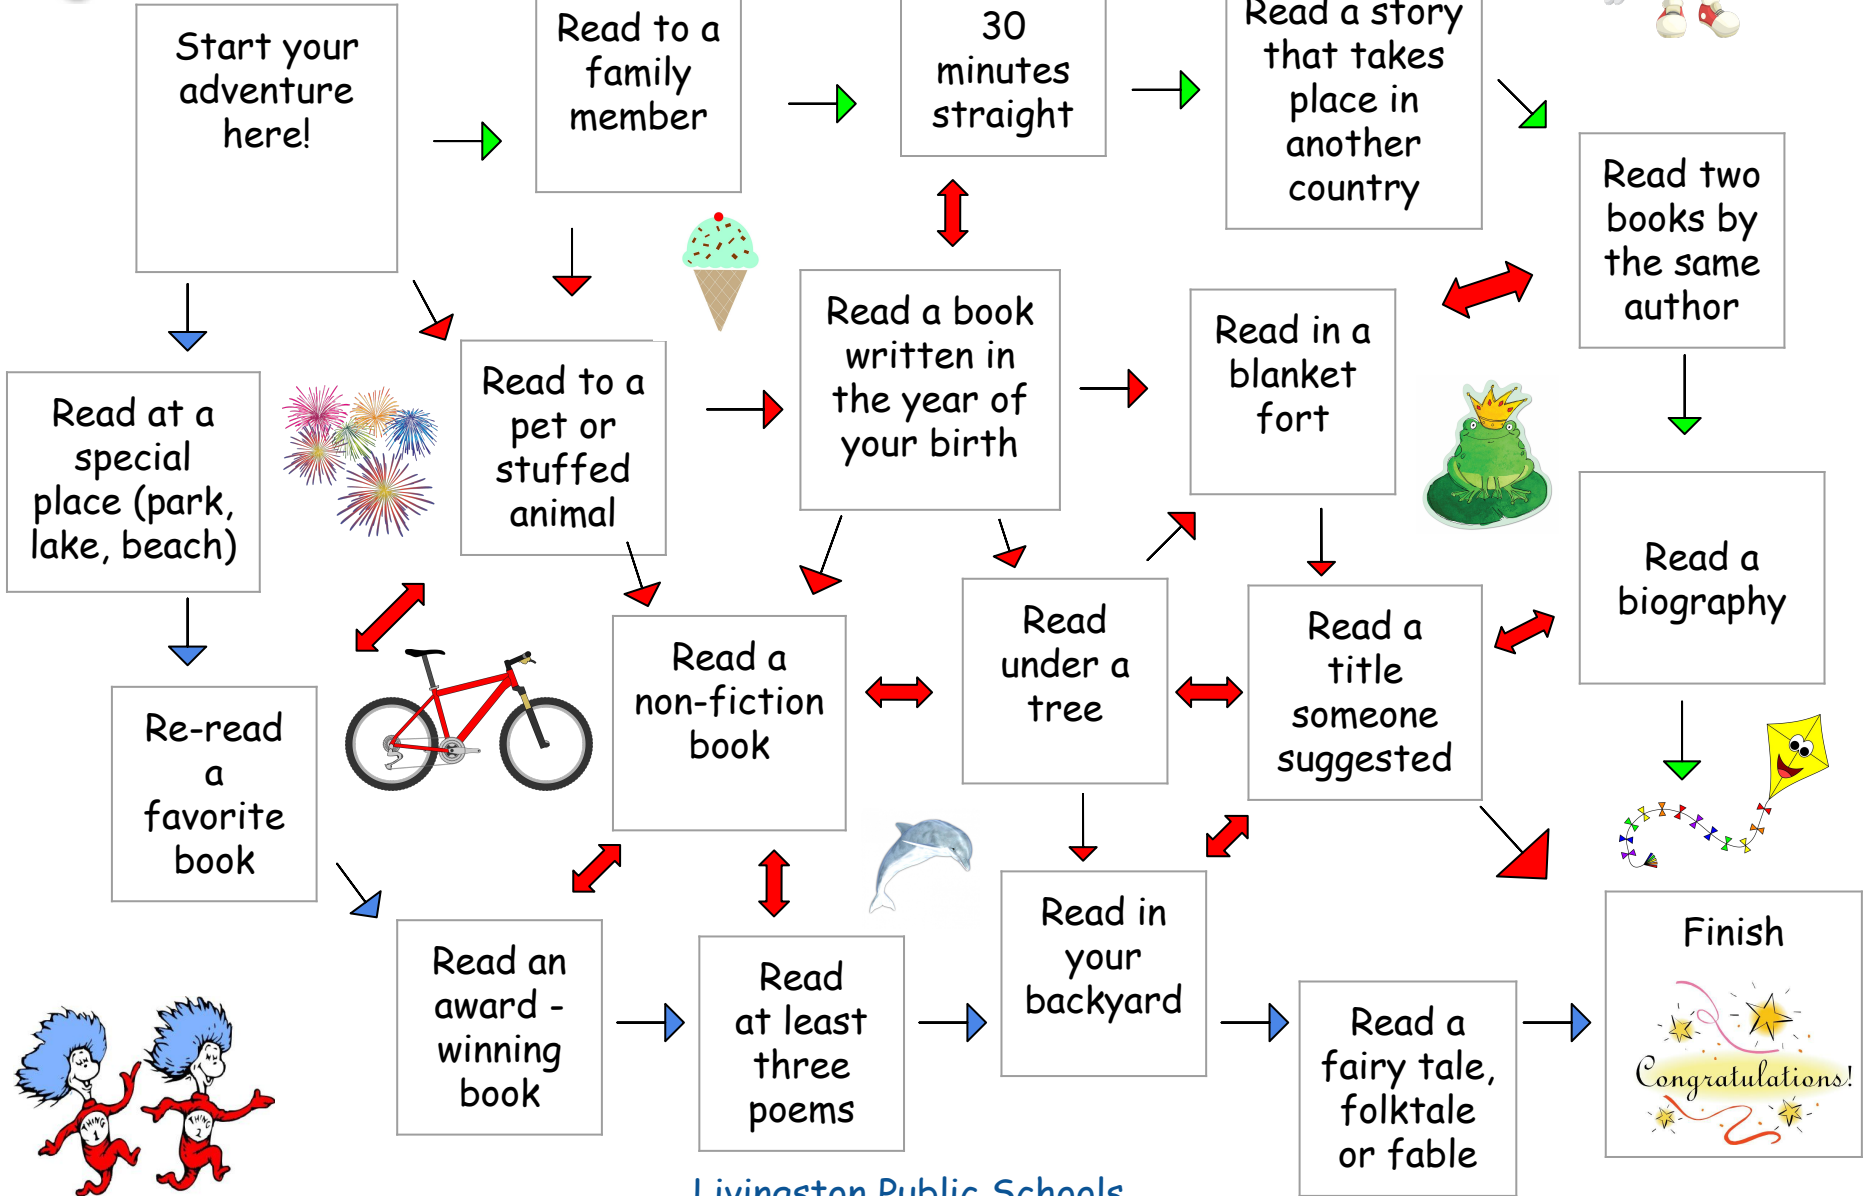 Start your
adventure
here!
Read to a
family
member
30
minutes
straight
Read a story
that takes
place in
another
country
Read two
books by
the same
author
Read at a
special
place (park,
lake, beach)
Read to a
pet or
stuffed
animal
Read a book
written in
the year of
your birth
Read in a
blanket
fort
Read a
biography
Re-read
a
favorite
book
Read a
non-fiction
book
Read
under a
tree
Read a
title
someone
suggested
Read an
award -
winning
book
Read
at least
three
poems
Read in
your
backyard
Read a
fairy tale,
folktale
or fable
Finish
Congratulations!
THING
1
THING
2
Livingston Public Schools